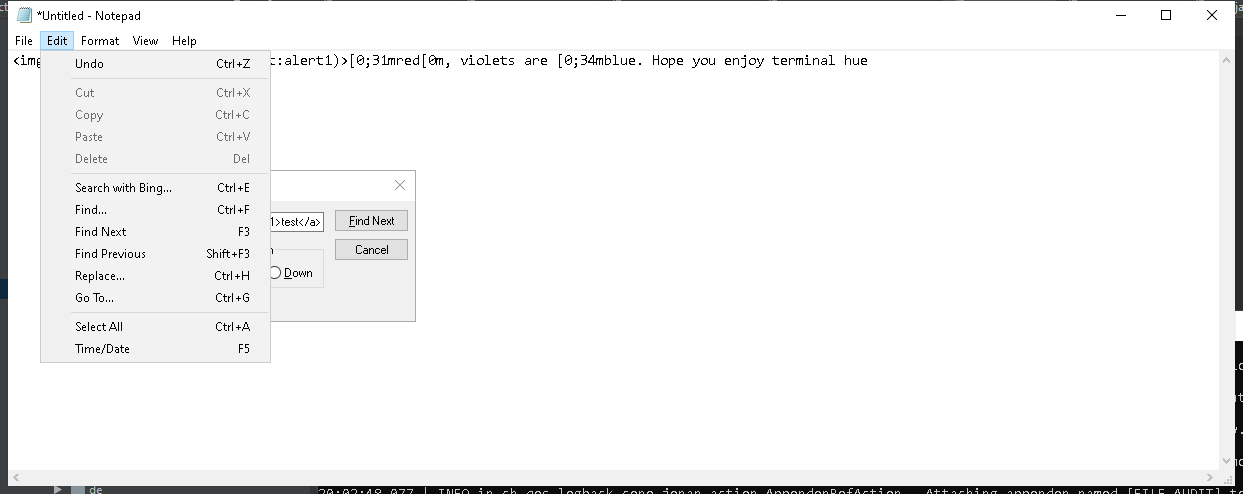 *Untitled - Notepad
File Edit Format View Help
<img t:alert1)>[0;31mred[0m, violets are [0;34mblue. Hope you enjoy terminal hue
Undo Ctrl+Z
Cut Ctrl+X
Copy Ctrl+C
Paste Ctrl+V
Delete Del
Search with Bing... Ctrl+E
Find... Ctrl+F
Find Next F3
Find Previous Shift+F3
Replace... Ctrl+H
Go To... Ctrl+G
Select All Ctrl+A
Time/Date F5
1>test</a> Find Next
Cancel
Down
de
20:02:48.077 | INFO in ch.qos.logback.core.joran.action.AppenderRefAction - Attaching appender named [FILE_AUDIT] t